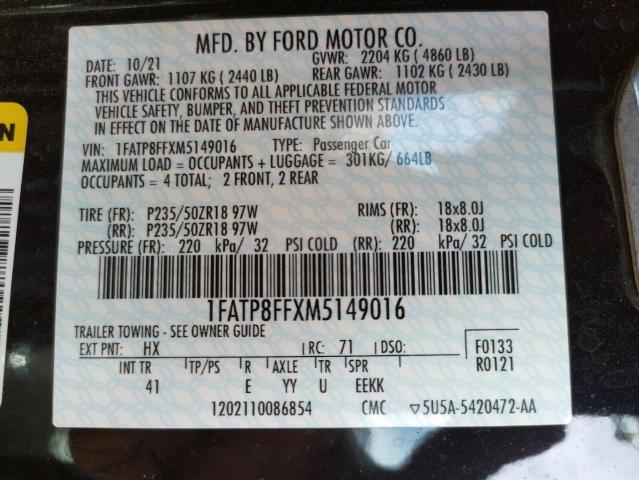 MFD. BY FORD MOTOR CO.
DATE: 10/21 GVWR: 2204 KG ( 4860 LB)
FRONT GAWR: 1107 KG ( 2440 LB) REAR GAWR: 1102 KG ( 2430 LB)
THIS VEHICLE CONFORMS TO ALL APPLICABLE FEDERAL MOTOR
VEHICLE SAFETY, BUMPER, AND THEFT PREVENTION STANDARDS
IN EFFECT ON THE DATE OF MANUFACTURE SHOWN ABOVE.
VIN: 1FATP8FFXM5149016 TYPE: Passenger Car
MAXIMUM LOAD = OCCUPANTS + LUGGAGE = 301KG/ 664LB
OCCUPANTS = 4 TOTAL; 2 FRONT, 2 REAR
TIRE (FR): P235/50ZR18 97W RIMS (FR): 18x8.0J
(RR): P235/50ZR18 97W (RR): 18x8.0J
PRESSURE (FR): 220 kPa/ 32 PSI COLD (RR): 220 kPa/ 32 PSI COLD
1FATP8FFXM5149016
TRAILER TOWING - SEE OWNER GUIDE
EXT PNT: HX RC: 71 DSO: F0133
INT TR TP/PS R AXLE TR SPR R0121
41 E YY U EEKK
1202110086854 CMC ▽5U5A-5420472-AA
N